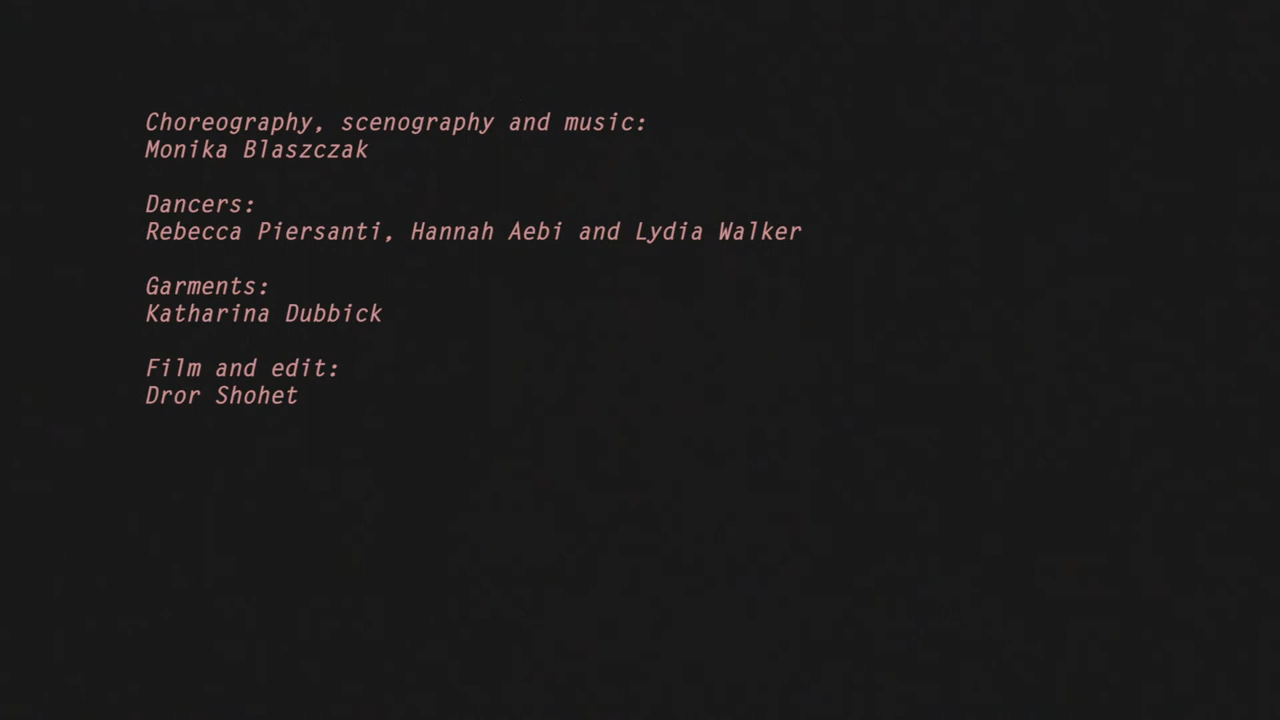 Choreography, scenography and music:
Monika Blaszczak
Dancers:
Rebecca Piersanti, Hannah Aebi and Lydia Walker
Garments:
Katharina Dubbick
Film and edit:
Dror Shohet